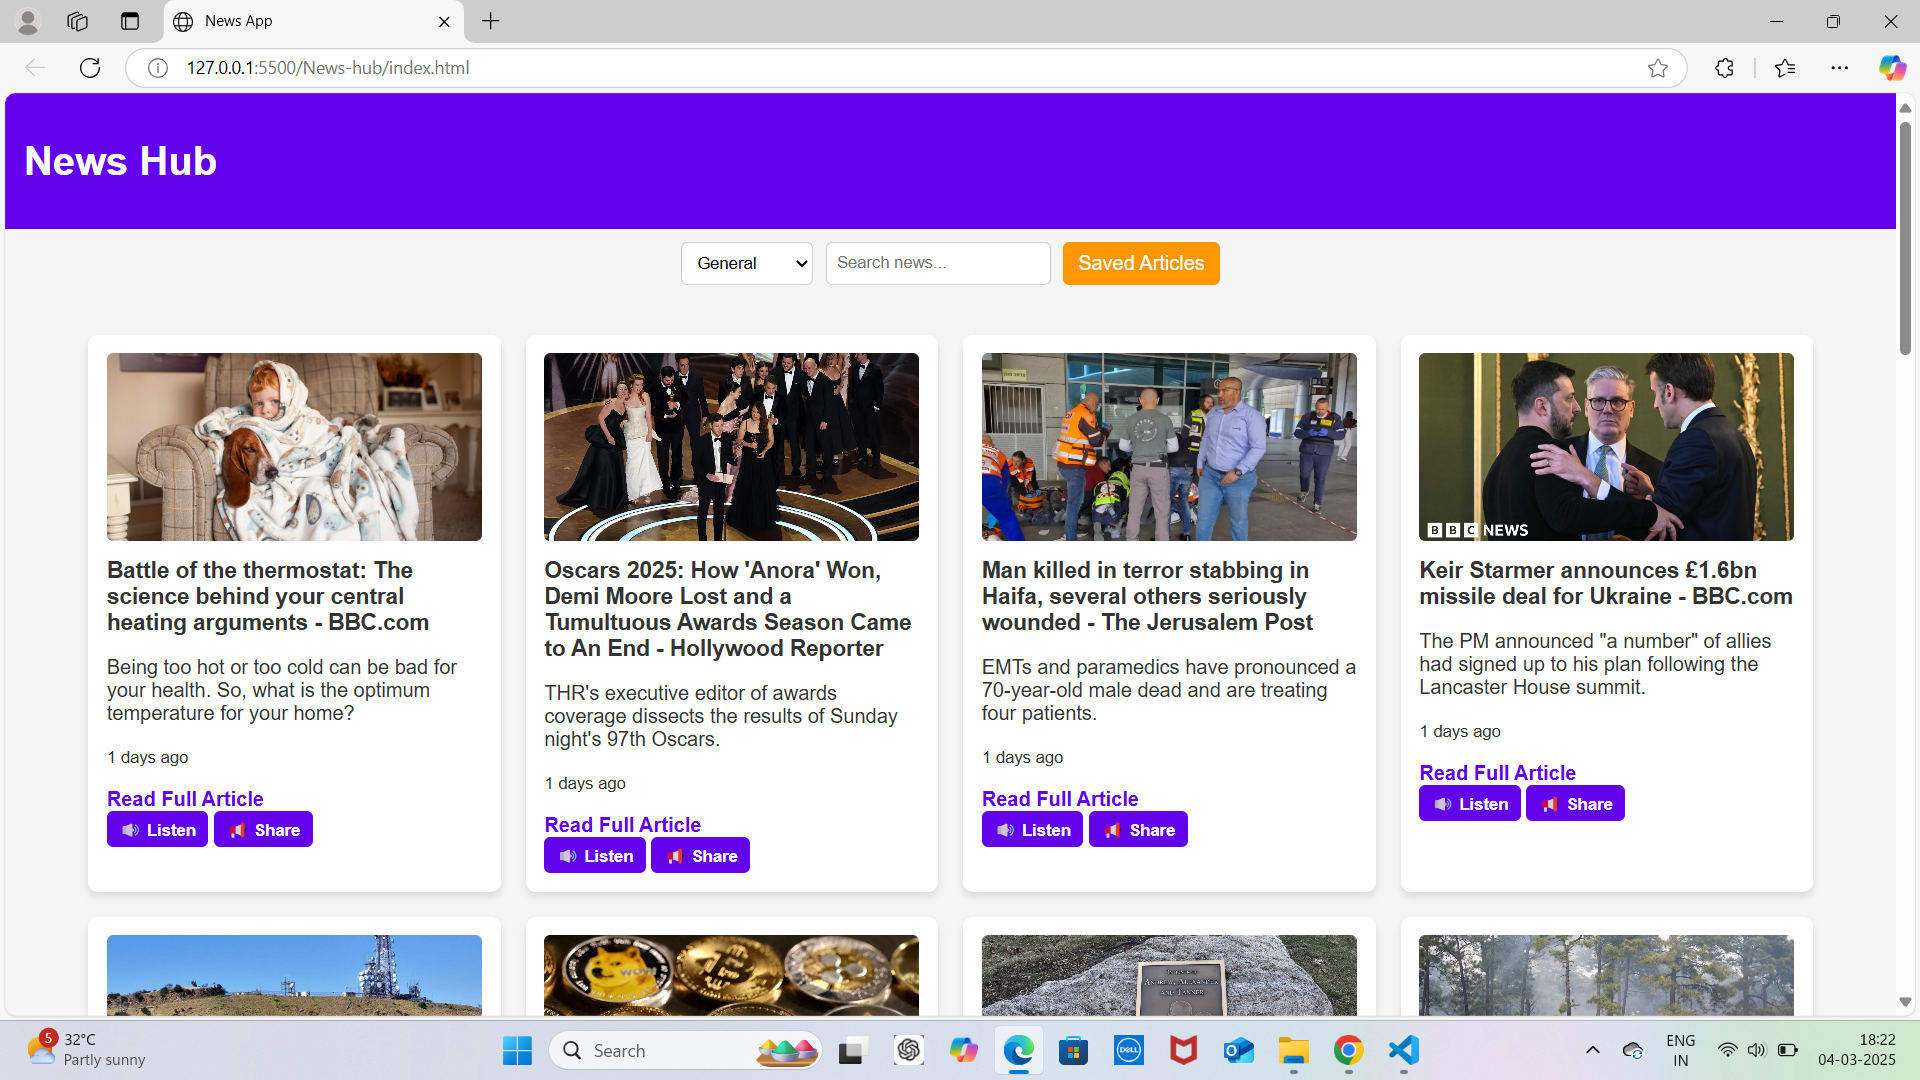 News App
127.0.0.1:5500/News-hub/index.html
News Hub
General
Search news...
Saved Articles
BBC NEWS
Battle of the thermostat: The
science behind your central
heating arguments - BBC.com
Being too hot or too cold can be bad for
your health. So, what is the optimum
temperature for your home?
1 days ago
Read Full Article
Listen
Share
Oscars 2025: How 'Anora' Won,
Demi Moore Lost and a
Tumultuous Awards Season Came
to An End - Hollywood Reporter
THR's executive editor of awards
coverage dissects the results of Sunday
night's 97th Oscars.
1 days ago
Read Full Article
Listen
Share
Man killed in terror stabbing in
Haifa, several others seriously
wounded - The Jerusalem Post
EMTs and paramedics have pronounced a
70-year-old male dead and are treating
four patients.
1 days ago
Read Full Article
Listen
Share
Keir Starmer announces £1.6bn
missile deal for Ukraine - BBC.com
The PM announced "a number" of allies
had signed up to his plan following the
Lancaster House summit.
1 days ago
Read Full Article
Listen
Share
WOW
ANDREW, ALEXANDER
AND TANNER
5
32°C
Partly sunny
Search
DELL
ENG
IN
18:22
04-03-2025